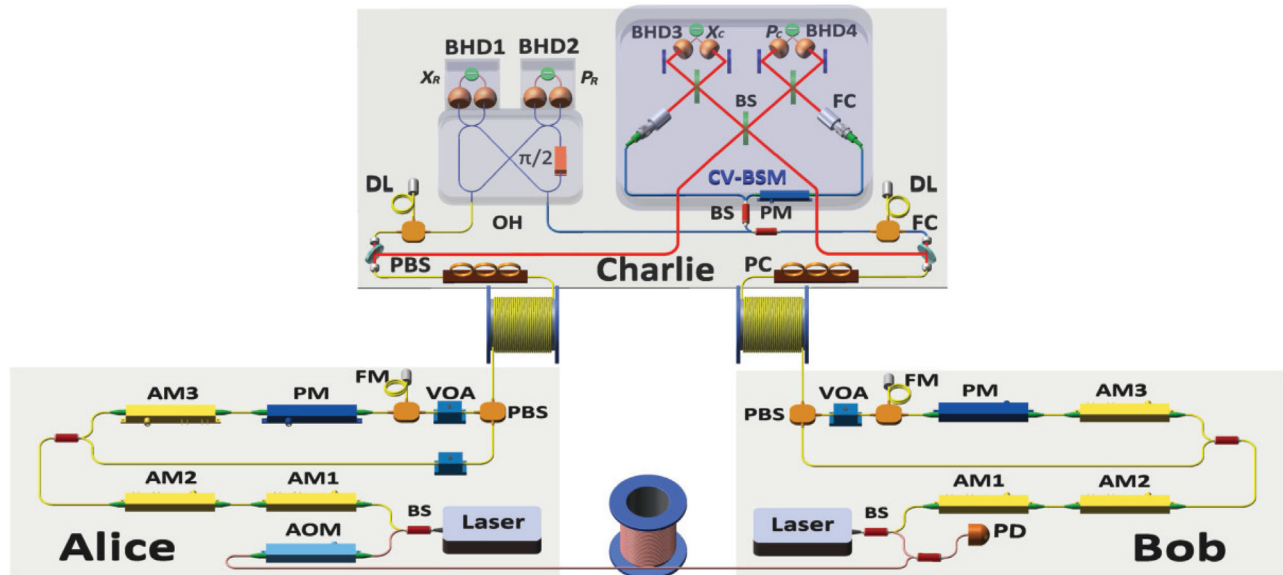 BHD1 BHD2
X_R P_R
BHD3 X_C P_C BHD4
BS FC
π/2
CV-BSM
DL BS PM DL
OH FC
PBS Charlie PC
FM VOA
AM3 PM PBS
AM2 AM1
BS
AOM Laser
Alice
VOA FM
PBS PM AM3
AM1 AM2
BS
Laser PD
Bob